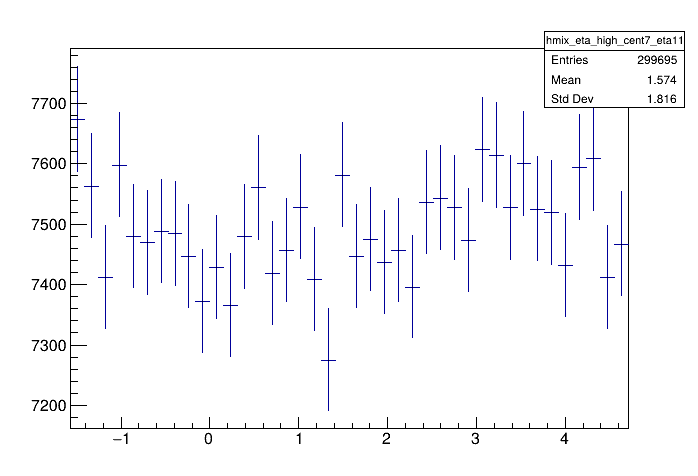 hmix_eta_high_cent7_eta11
Entries 299695
Mean 1.574
Std Dev 1.816
7700
7600
7500
7400
7300
7200
−1 0 1 2 3 4